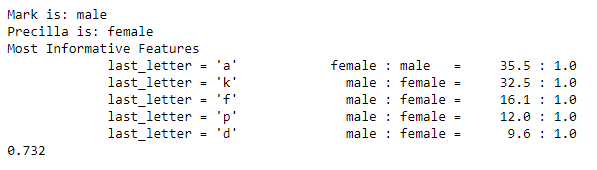 Mark is: male
Precilla is: female
Most Informative Features
last_letter = 'a' female : male = 35.5 : 1.0
last_letter = 'k' male : female = 32.5 : 1.0
last_letter = 'f' male : female = 16.1 : 1.0
last_letter = 'p' male : female = 12.0 : 1.0
last_letter = 'd' male : female = 9.6 : 1.0
0.732